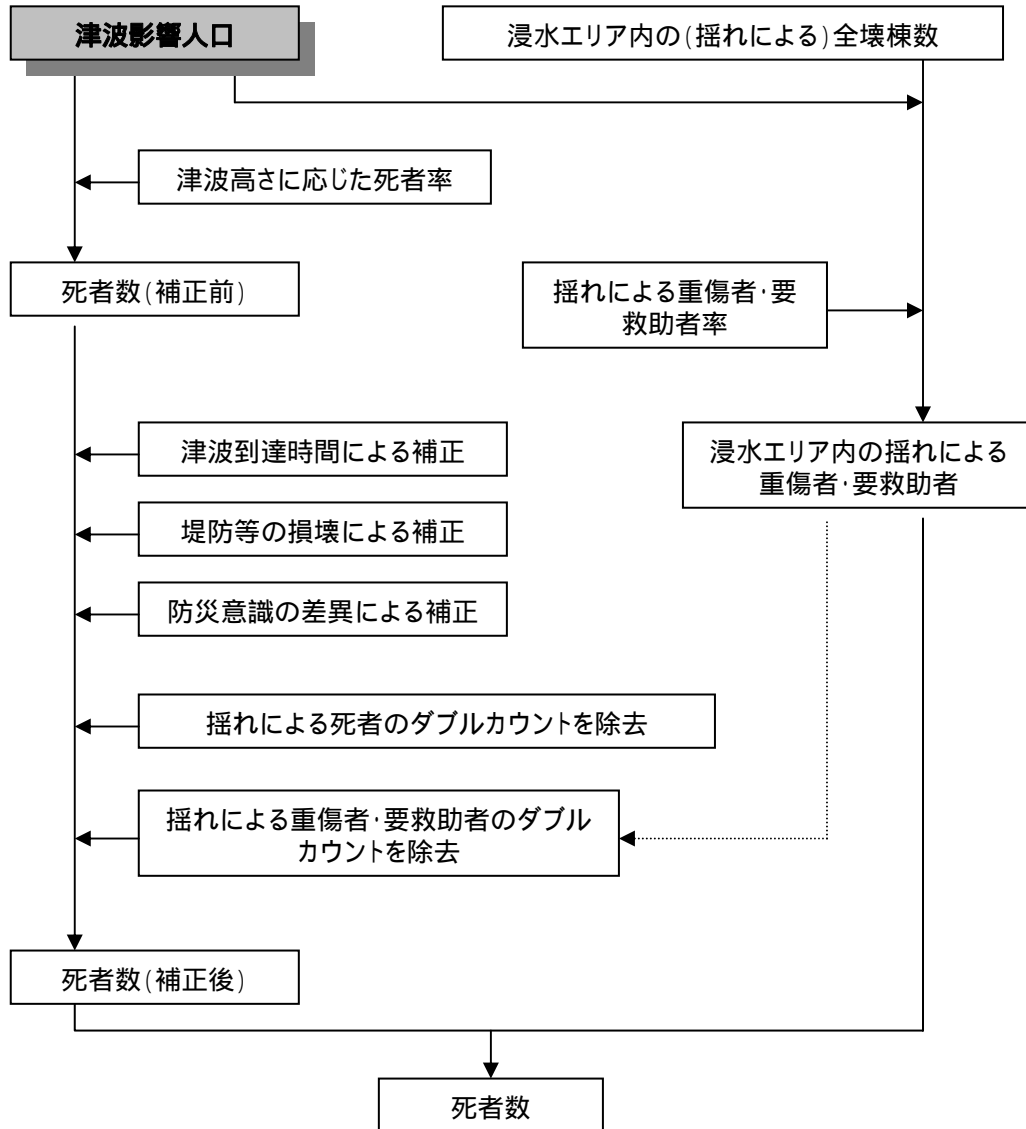 津波影響人口
浸水エリア内の(揺れによる)全壊棟数
津波高さに応じた死者率
死者数(補正前)
揺れによる重傷者･要
救助者率
津波到達時間による補正
浸水エリア内の揺れによる
重傷者･要救助者
堤防等の損壊による補正
防災意識の差異による補正
揺れによる死者のダブルカウントを除去
揺れによる重傷者･要救助者のダブル
カウントを除去
死者数(補正後)
死者数